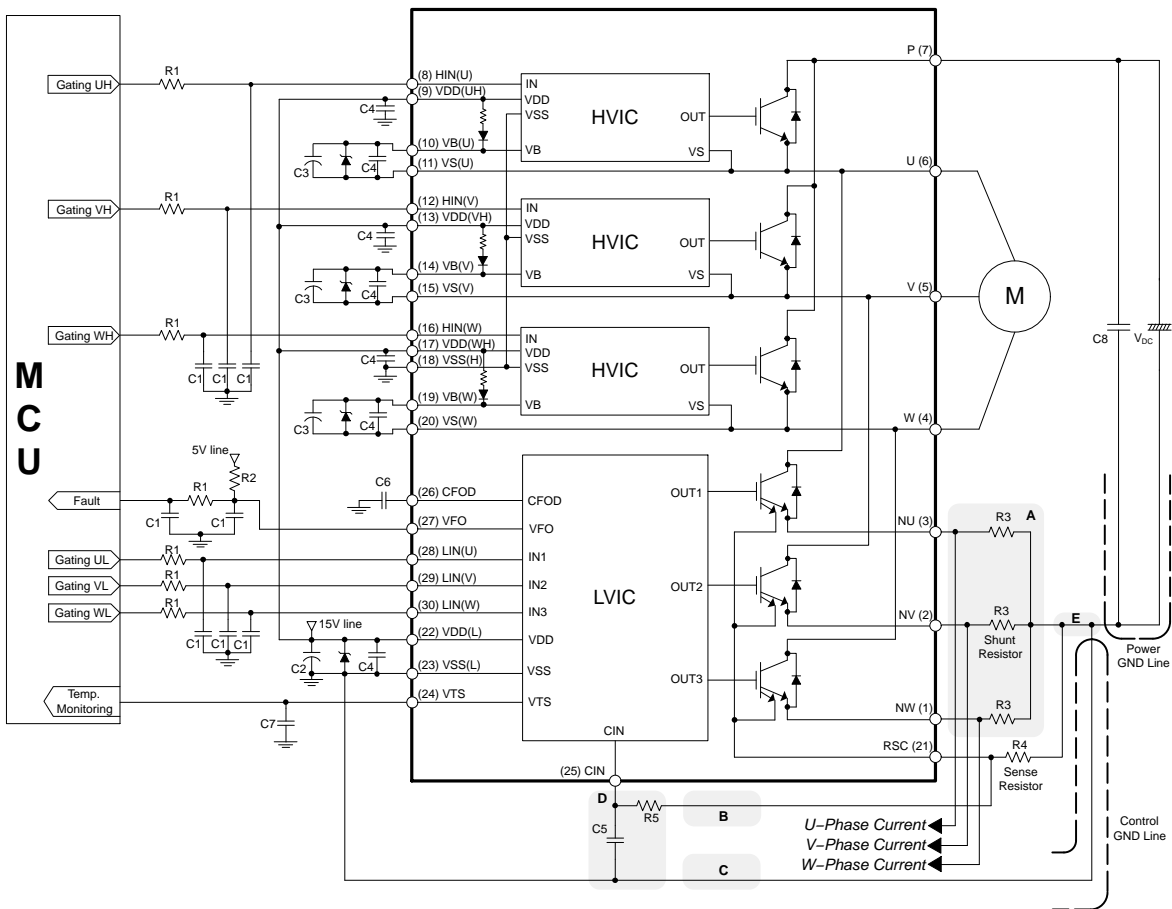 MCU
Gating UH
R1
Gating VH
R1
Gating WH
R1
C1
C1
C1
5V line
R2
Fault
R1
C1
C1
Gating UL
R1
Gating VL
R1
Gating WL
R1
C1
C1
C1
15V line
C2
C4
Temp.
Monitoring
C7
C6
C4
C3
C4
C4
C3
C4
C4
C3
C4
(8) HIN(U)
(9) VDD(UH)
(10) VB(U)
(11) VS(U)
(12) HIN(V)
(13) VDD(VH)
(14) VB(V)
(15) VS(V)
(16) HIN(W)
(17) VDD(WH)
(18) VSS(H)
(19) VB(W)
(20) VS(W)
(26) CFOD
(27) VFO
(28) LIN(U)
(29) LIN(V)
(30) LIN(W)
(22) VDD(L)
(23) VSS(L)
(24) VTS
IN
VDD
VSS
VB
HVIC
OUT
VS
IN
VDD
VSS
VB
HVIC
OUT
VS
IN
VDD
VSS
VB
HVIC
OUT
VS
CFOD
VFO
IN1
IN2
IN3
VDD
VSS
VTS
LVIC
OUT1
OUT2
OUT3
CIN
(25) CIN
P (7)
U (6)
V (5)
W (4)
NU (3)
NV (2)
NW (1)
RSC (21)
M
C8
VDC
R3
A
R3
Shunt
Resistor
R3
E
R4
Sense
Resistor
Power
GND Line
Control
GND Line
D
R5
C5
B
C
U–Phase Current
V–Phase Current
W–Phase Current